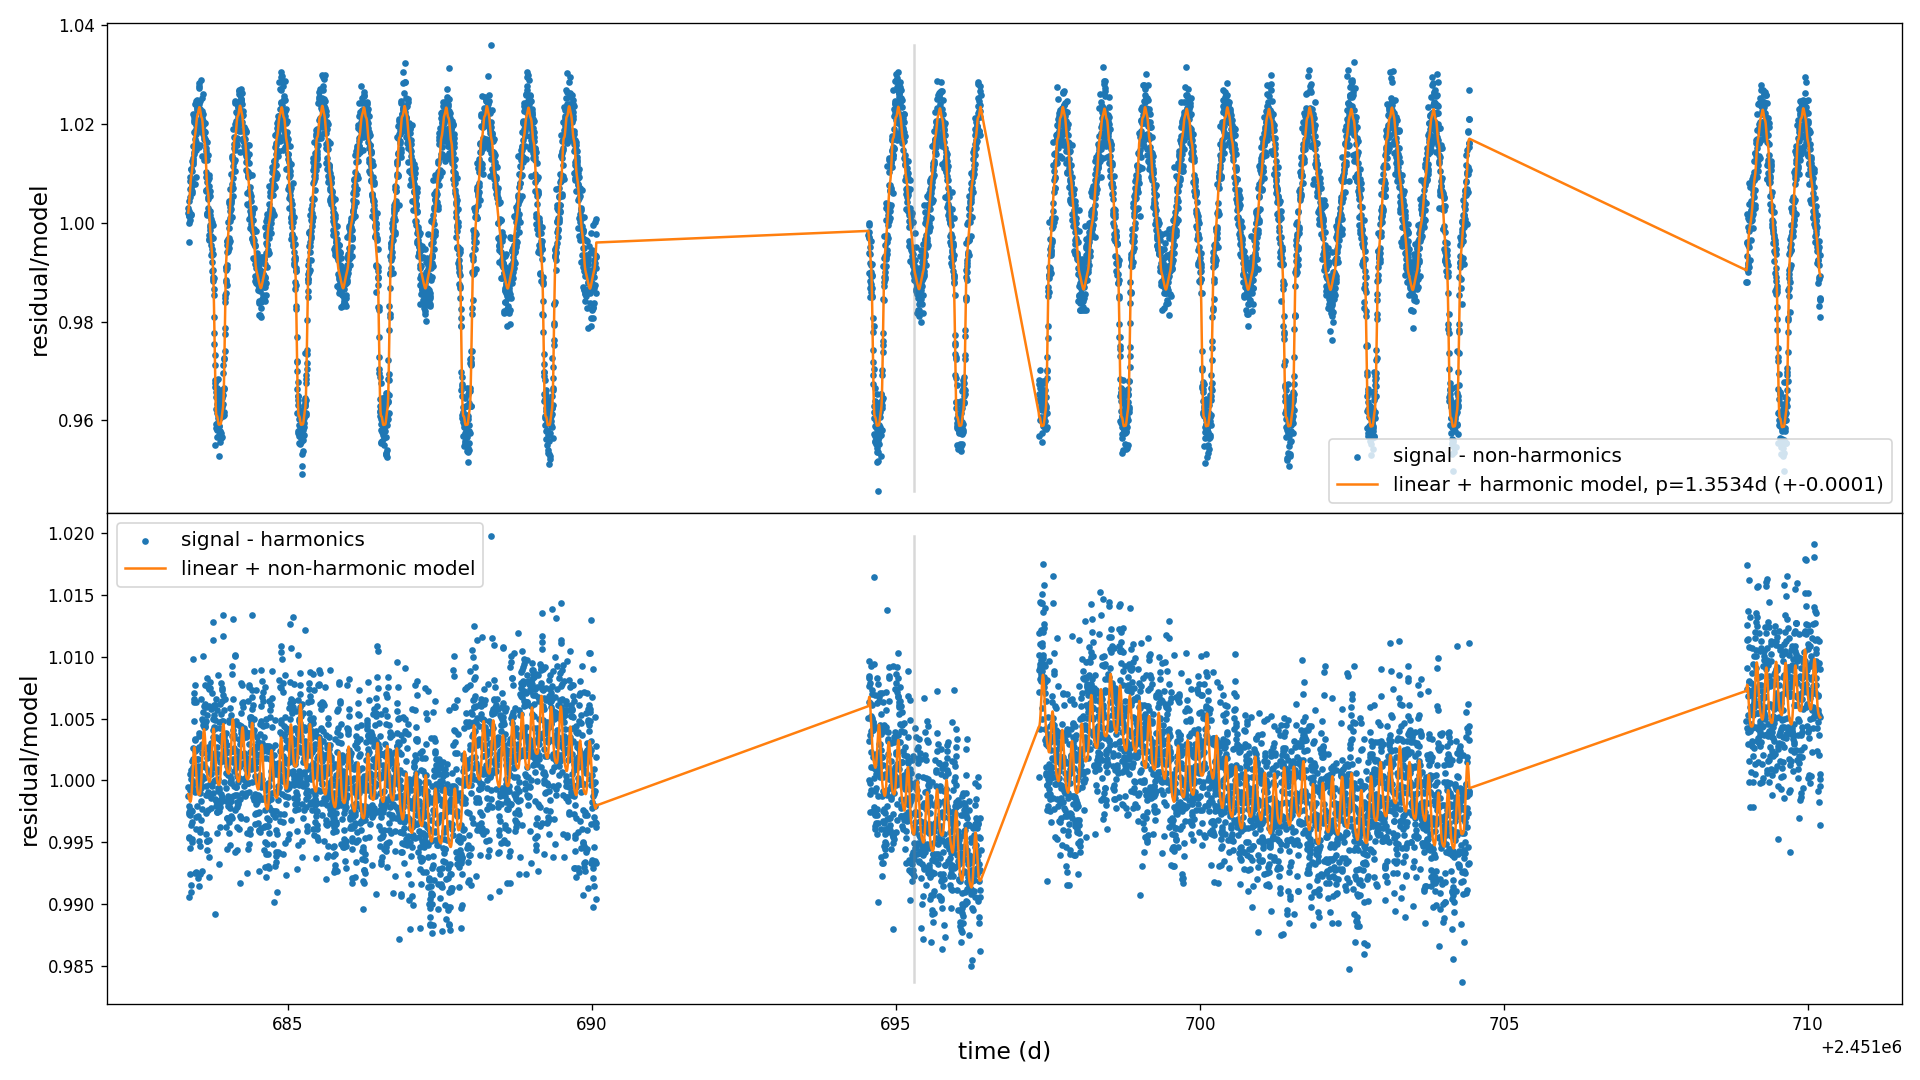 1.04
1.02
1.00
0.98
0.96
residual/model
signal - non-harmonics
linear + harmonic model, p=1.3534d (+-0.0001)
signal - harmonics
linear + non-harmonic model
1.020
1.015
1.010
1.005
1.000
0.995
0.990
0.985
residual/model
685
690
695
700
705
710
time (d)
+2.451e6